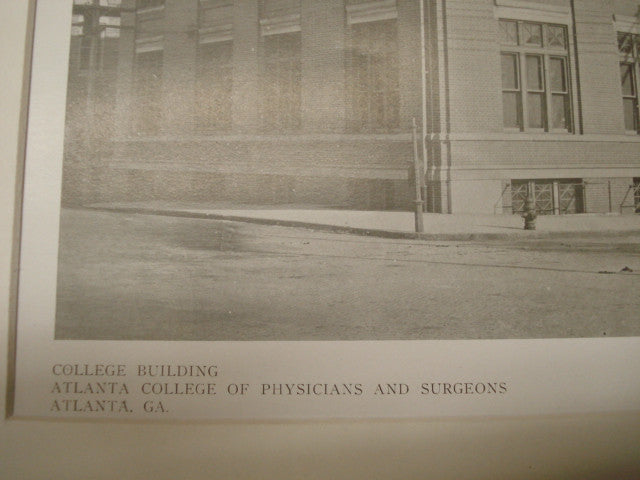 COLLEGE BUILDING
ATLANTA COLLEGE OF PHYSICIANS AND SURGEONS
ATLANTA, GA.